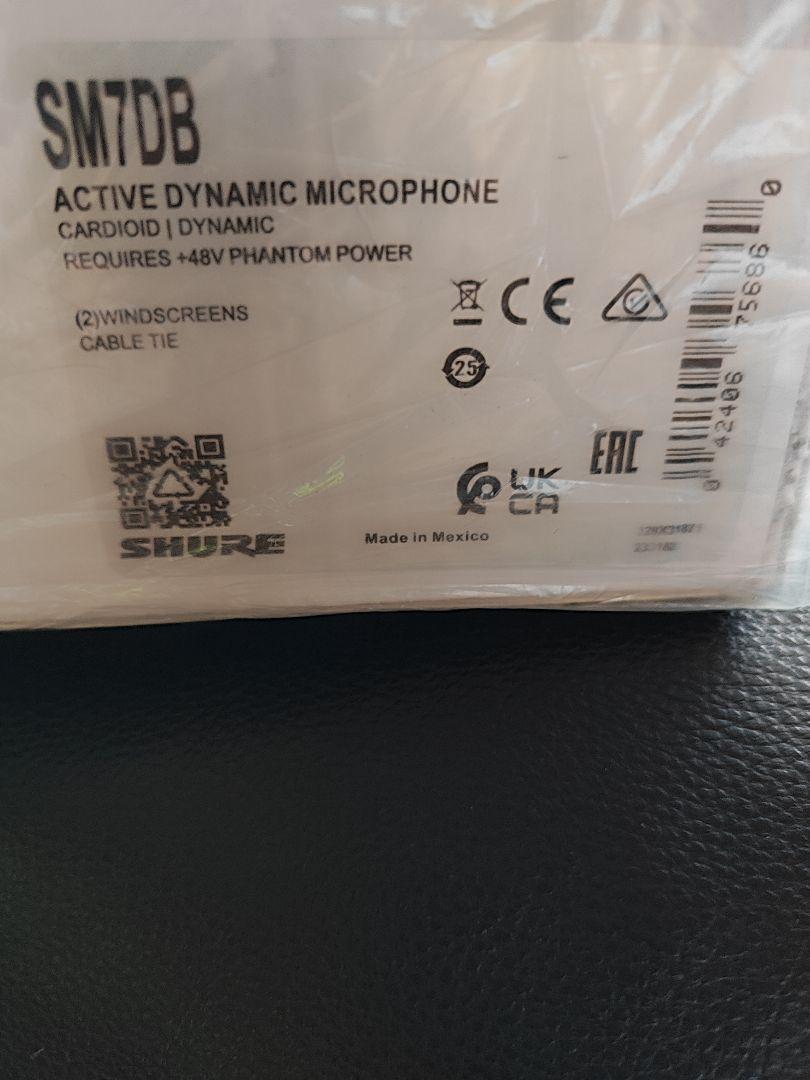 SM7DB
ACTIVE DYNAMIC MICROPHONE
CARDIOID | DYNAMIC
REQUIRES +48V PHANTOM POWER
(2)WINDSCREENS
CABLE TIE
CE
25
EAC
UK
CA
SHURE
Made in Mexico
0 42406 75686 0